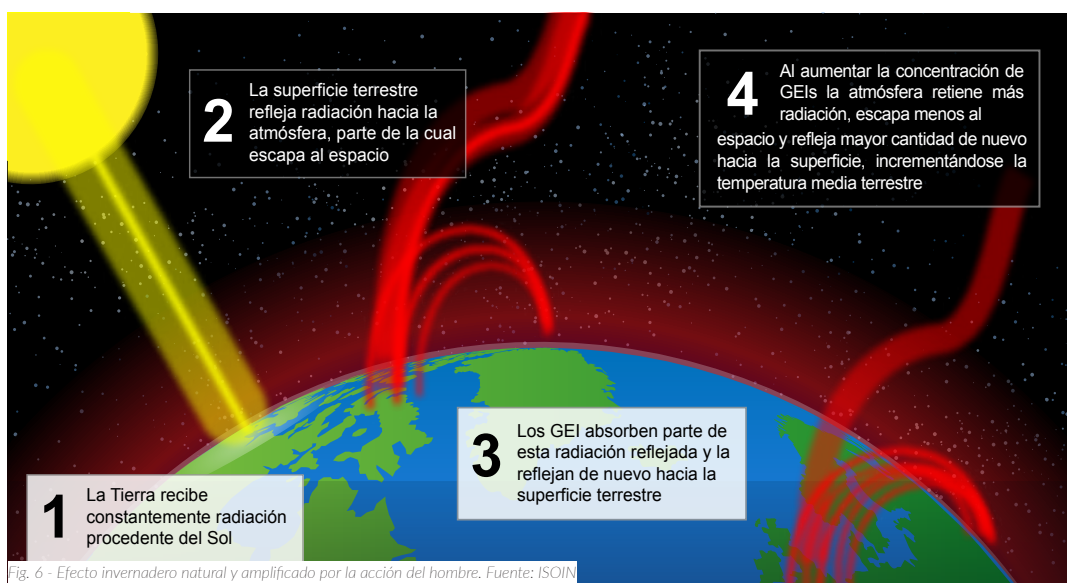 1
La Tierra recibe
constantemente radiación
procedente del Sol
2
La superficie terrestre
refleja radiación hacia la
atmósfera, parte de la cual
escapa al espacio
3
Los GEI absorben parte de
esta radiación reflejada y la
reflejan de nuevo hacia la
superficie terrestre
4
Al aumentar la concentración de
GEIs la atmósfera retiene más
radiación, escapa menos al
espacio y refleja mayor cantidad de nuevo
hacia la superficie, incrementándose la
temperatura media terrestre
Fig. 6 - Efecto invernadero natural y amplificado por la acción del hombre. Fuente: ISOIN